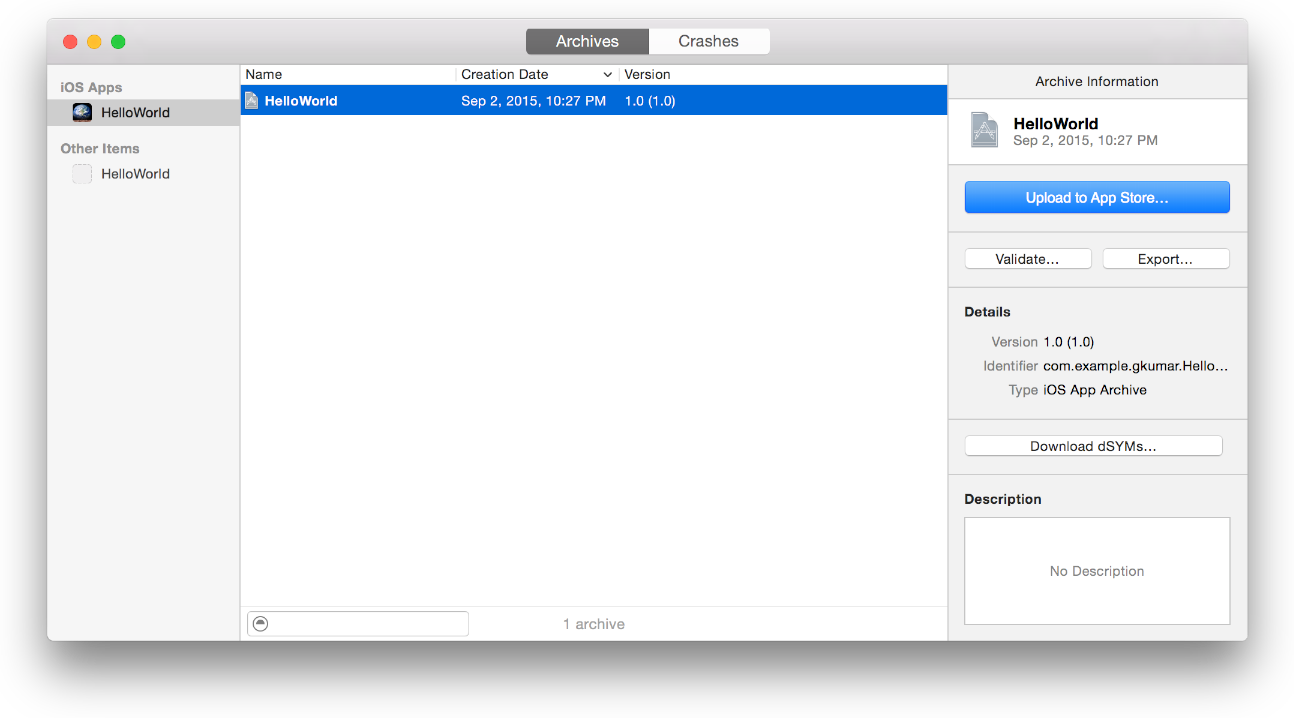 Archives Crashes
iOS Apps
HelloWorld
Other Items
HelloWorld
Name Creation Date Version
HelloWorld Sep 2, 2015, 10:27 PM 1.0 (1.0)
1 archive
Archive Information
HelloWorld
Sep 2, 2015, 10:27 PM
Upload to App Store...
Validate... Export...
Details
Version 1.0 (1.0)
Identifier com.example.gkumar.Hello...
Type iOS App Archive
Download dSYMs...
Description
No Description